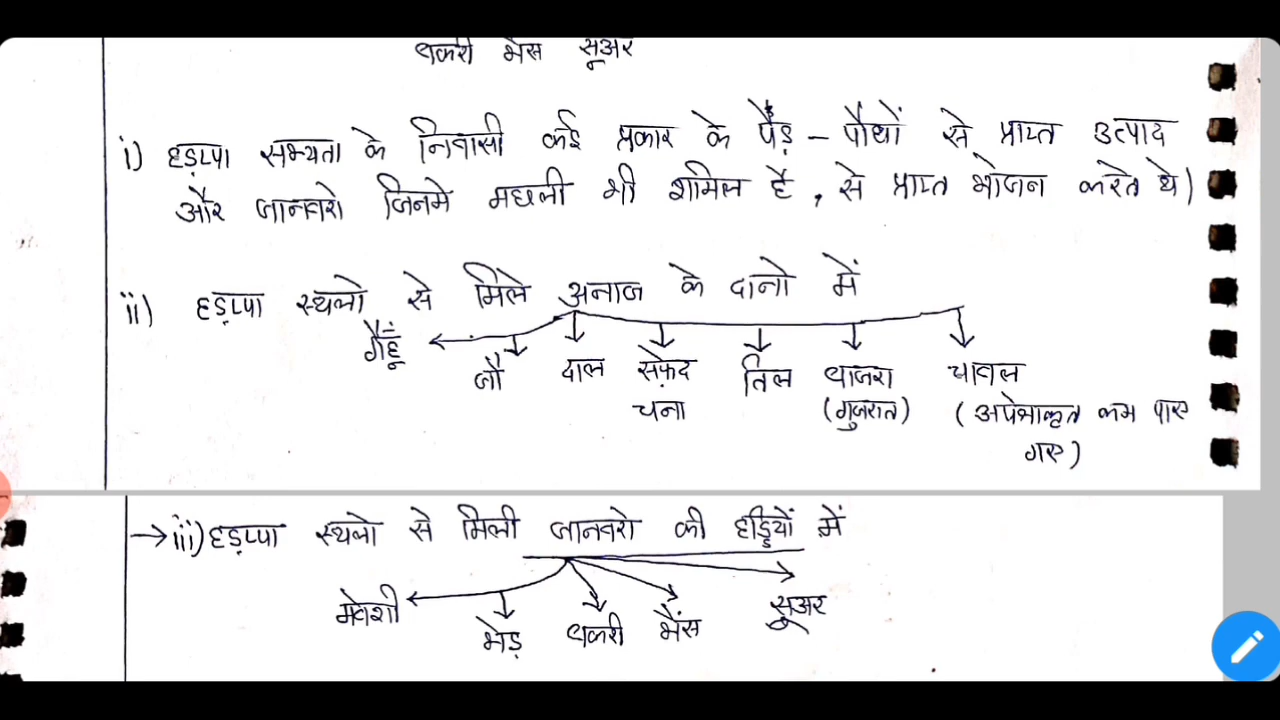 बकरी भैस सूअर
i) हड़प्पा सभ्यता के निवासी कई प्रकार के पैड़ - पौधों से प्राप्त उत्पाद
और जानवरो जिनमे मछली भी शमिल है , से प्राप्त भोजन करते थे|
ii) हड़प्पा स्थलो से मिले अनाज के दानो में
गैहूँ जौ दाल सफ़ेद तिल बाजरा चावल
चना (गुजरात) (अपेक्षाकृत कम पाए
गए)
→ iii) हड़प्पा स्थलो से मिली जानवरो की हड्डियों में
मवेशी भेड़ बकरी भैंस सूअर